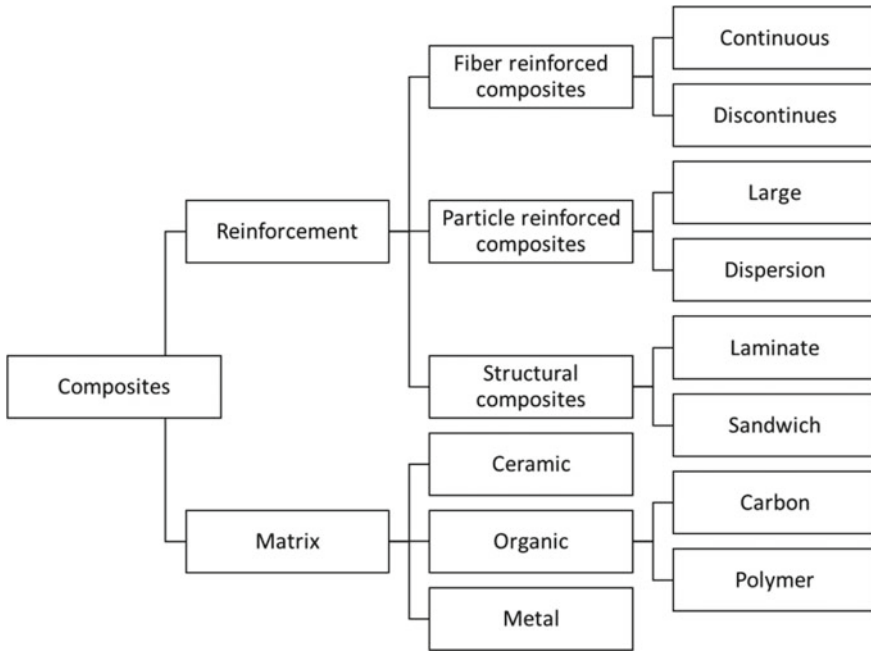 Composites
Reinforcement
Fiber reinforced
composites
Continuous
Discontinues
Particle reinforced
composites
Large
Dispersion
Structural
composites
Laminate
Sandwich
Matrix
Ceramic
Organic
Carbon
Polymer
Metal